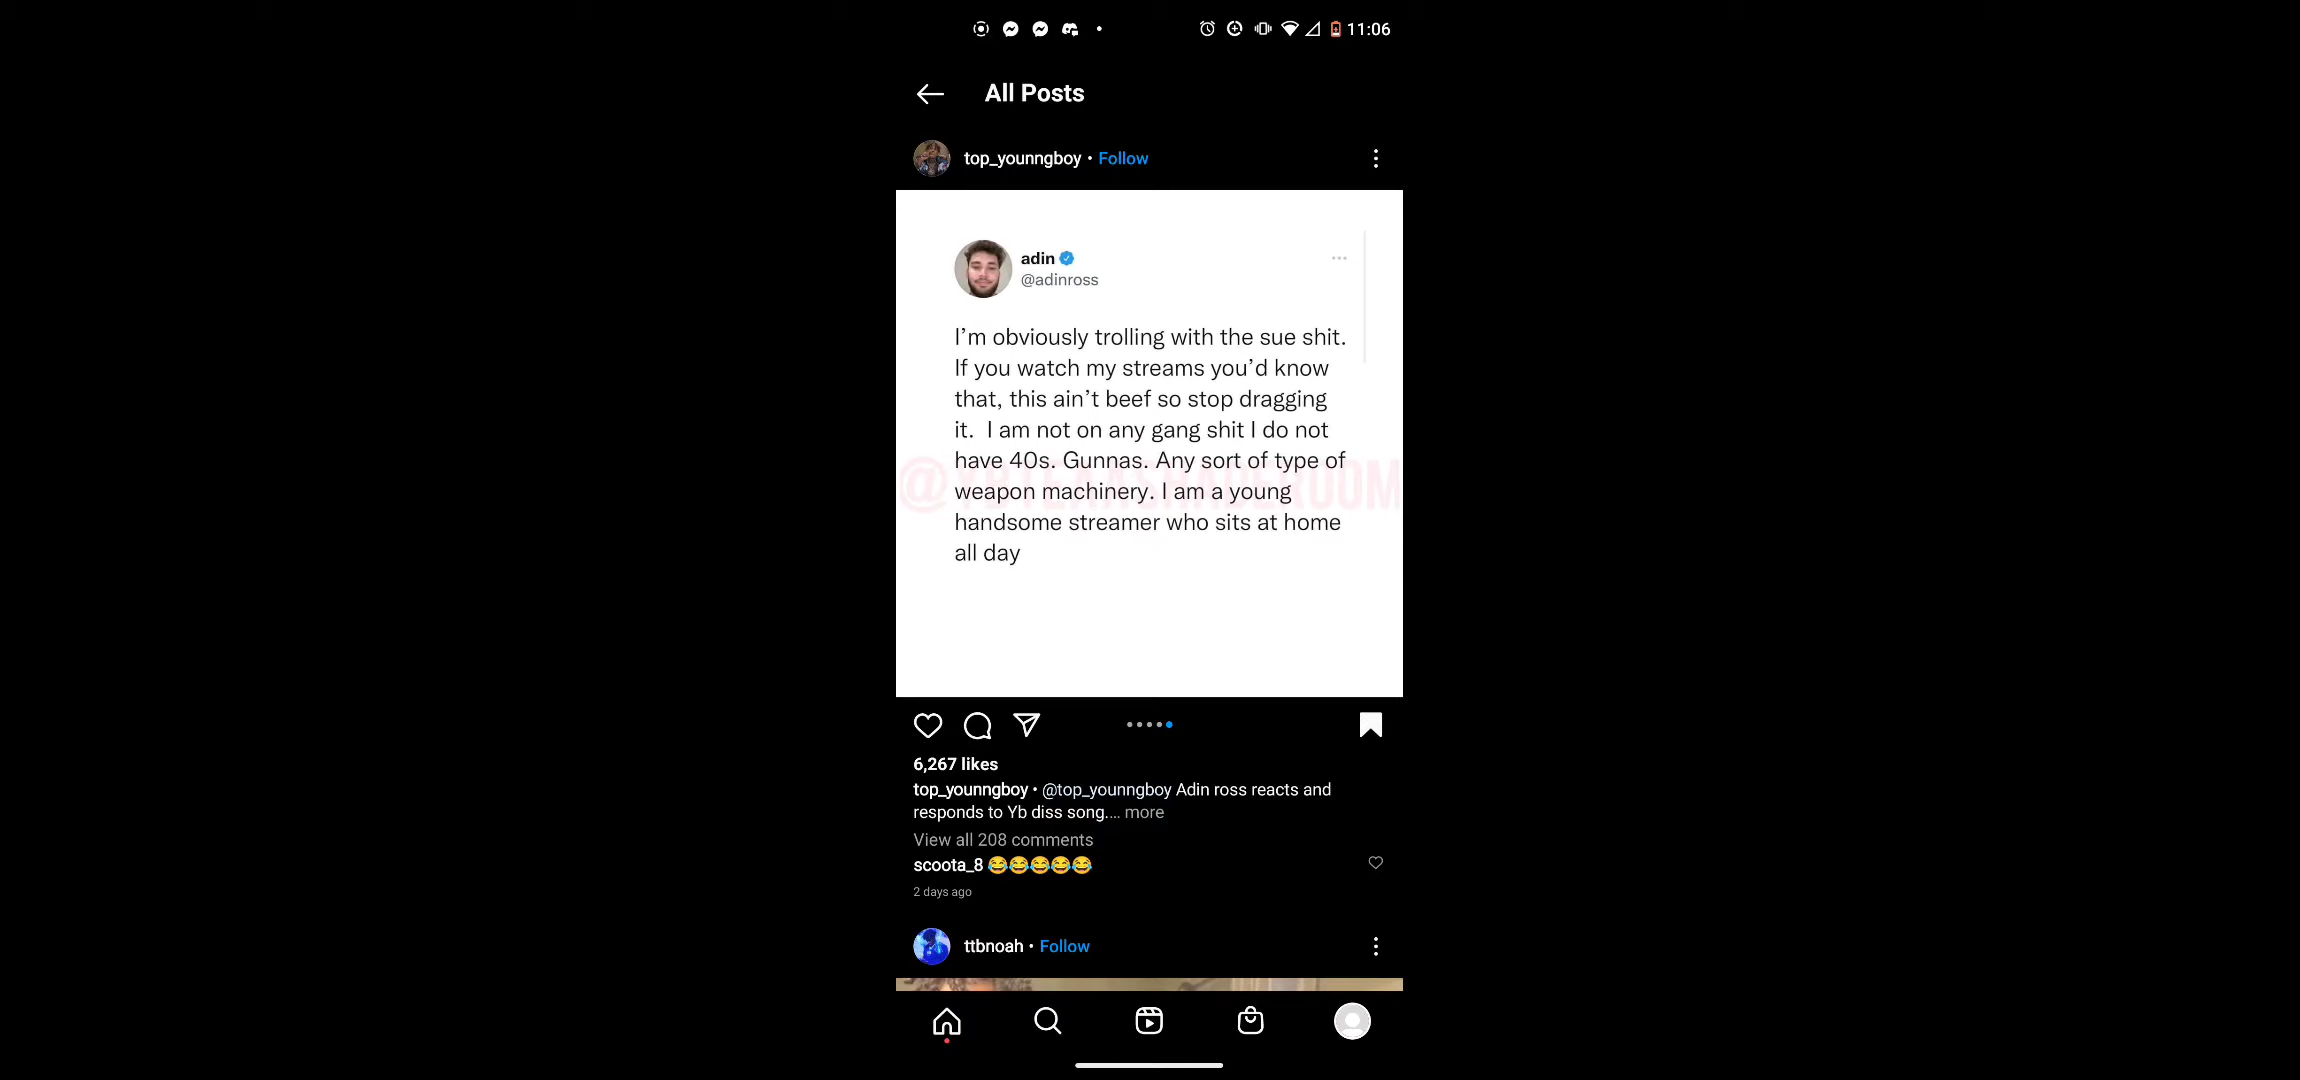 11:06
All Posts
top_younngboy • Follow
adin
@adinross
I'm obviously trolling with the sue shit.
If you watch my streams you'd know
that, this ain't beef so stop dragging
it.  I am not on any gang shit I do not
have 40s. Gunnas. Any sort of type of
weapon machinery. I am a young
handsome streamer who sits at home
all day
6,267 likes
top_younngboy • @top_younngboy Adin ross reacts and
responds to Yb diss song.... more
View all 208 comments
scoota_8 😂😂😂😂😂
2 days ago
ttbnoah • Follow